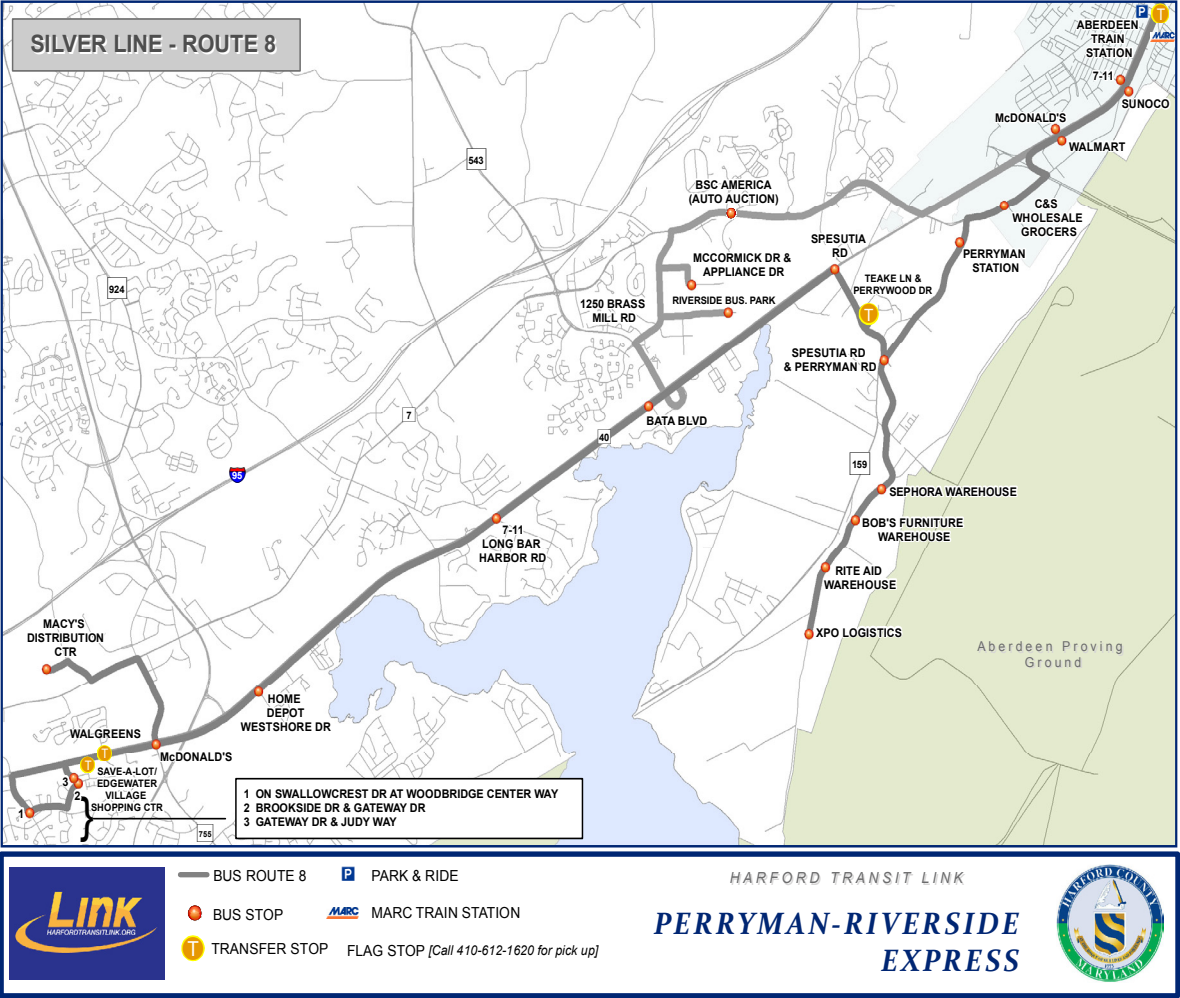 SILVER LINE - ROUTE 8
P
T
ABERDEEN
TRAIN
STATION
MARC
7-11
SUNOCO
McDONALD'S
WALMART
543
BSC AMERICA
(AUTO AUCTION)
C&S
WHOLESALE
GROCERS
SPESUTIA
RD
PERRYMAN
STATION
MCCORMICK DR &
APPLIANCE DR
TEAKE LN &
PERRYWOOD DR
924
1250 BRASS
MILL RD
RIVERSIDE BUS. PARK
T
SPESUTIA RD
& PERRYMAN RD
7
BATA BLVD
40
95
159
SEPHORA WAREHOUSE
7-11
LONG BAR
HARBOR RD
BOB'S FURNITURE
WAREHOUSE
RITE AID
WAREHOUSE
MACY'S
DISTRIBUTION
CTR
XPO LOGISTICS
Aberdeen Proving
Ground
HOME
DEPOT
WESTSHORE DR
WALGREENS
T
T
McDONALD'S
SAVE-A-LOT/
EDGEWATER
VILLAGE
SHOPPING CTR
3
2
1
}
755
1 ON SWALLOWCREST DR AT WOODBRIDGE CENTER WAY
2 BROOKSIDE DR & GATEWAY DR
3 GATEWAY DR & JUDY WAY
Link
HARFORDTRANSITLINK.ORG
BUS ROUTE 8
P PARK & RIDE
BUS STOP
MARC MARC TRAIN STATION
T TRANSFER STOP
FLAG STOP [Call 410-612-1620 for pick up]
HARFORD TRANSIT LINK
PERRYMAN-RIVERSIDE
EXPRESS
HARFORD COUNTY
MARYLAND